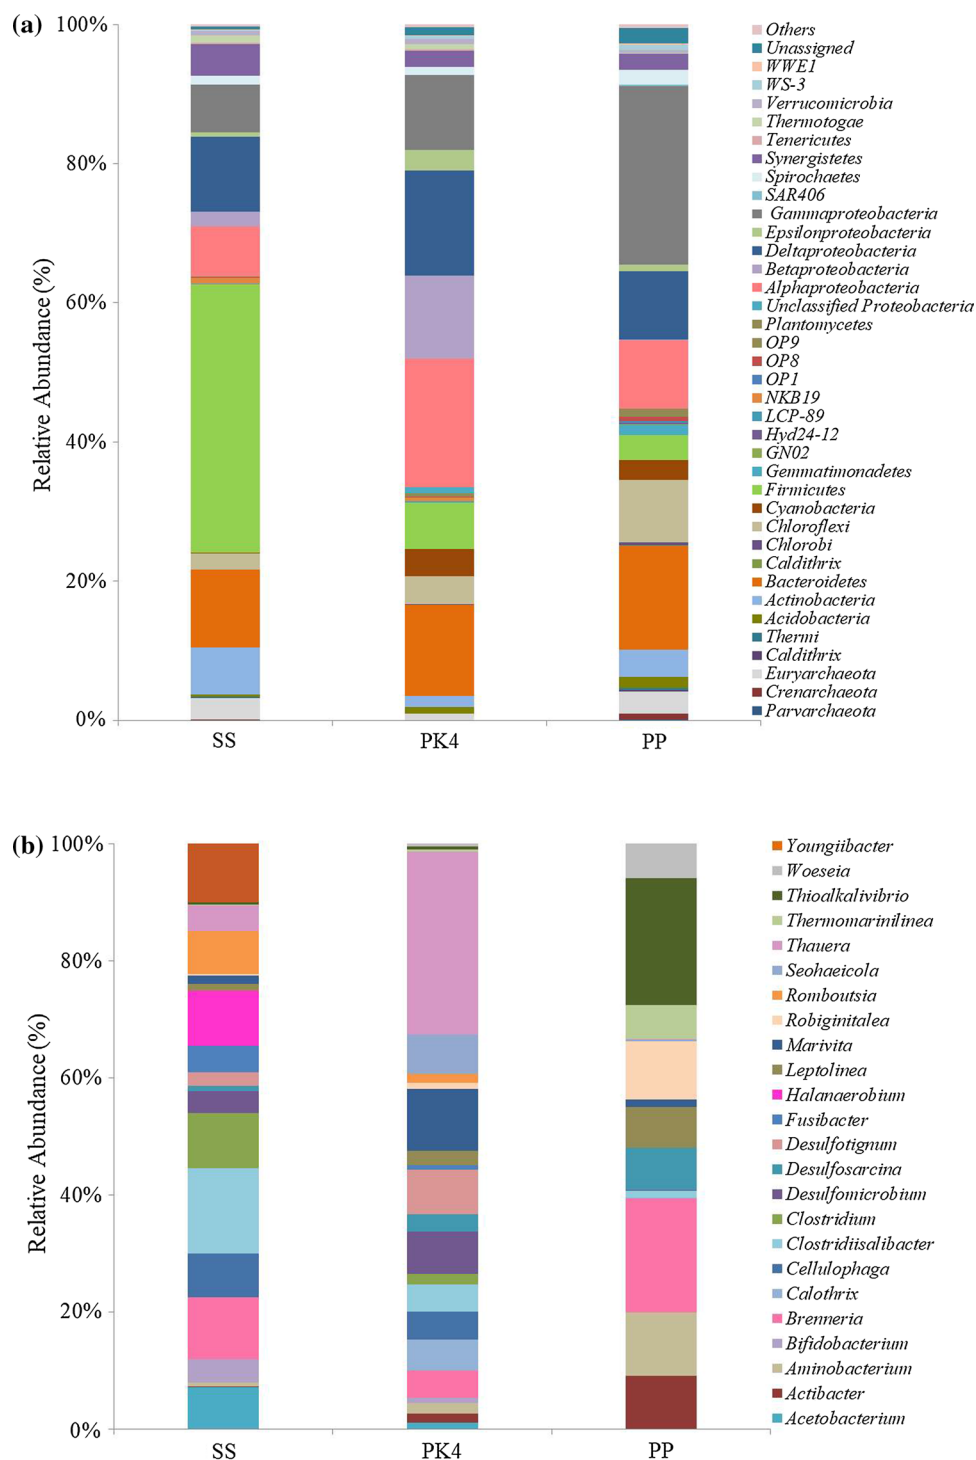 (a)
100%
80%
60%
40%
20%
0%
Relative Abundance (%)
SS
PK4
PP
Others
Unassigned
WWE1
WS-3
Verrucomicrobia
Thermotogae
Tenericutes
Synergistetes
Spirochaetes
SAR406
Gammaproteobacteria
Epsilonproteobacteria
Deltaproteobacteria
Betaproteobacteria
Alphaproteobacteria
Unclassified Proteobacteria
Plantomycetes
OP9
OP8
OP1
NKB19
LCP-89
Hyd24-12
GN02
Gemmatimonadetes
Firmicutes
Cyanobacteria
Chloroflexi
Chlorobi
Caldithrix
Bacteroidetes
Actinobacteria
Acidobacteria
Thermi
Caldithrix
Euryarchaeota
Crenarchaeota
Parvarchaeota
(b)
100%
80%
60%
40%
20%
0%
Relative Abundance (%)
SS
PK4
PP
Youngiibacter
Woeseia
Thioalkalivibrio
Thermomarinilinea
Thauera
Seohaeicola
Romboutsia
Robiginitalea
Marivita
Leptolinea
Halanaerobium
Fusibacter
Desulfotignum
Desulfosarcina
Desulfomicrobium
Clostridium
Clostridiisalibacter
Cellulophaga
Calothrix
Brenneria
Bifidobacterium
Aminobacterium
Actibacter
Acetobacterium